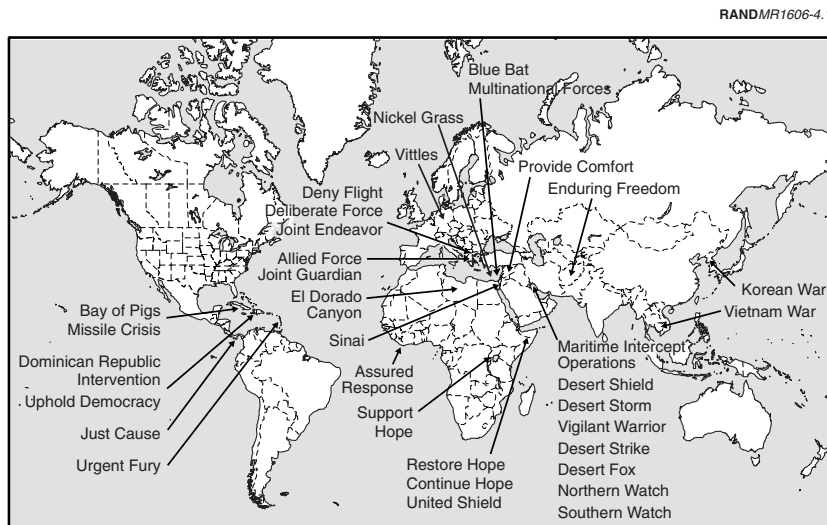 RANDMR1606-4.
Blue Bat
Multinational Forces
Nickel Grass
Vittles
Provide Comfort
Enduring Freedom
Deny Flight
Deliberate Force
Joint Endeavor
Allied Force
Joint Guardian
El Dorado
Canyon
Sinai
Korean War
Vietnam War
Bay of Pigs
Missile Crisis
Dominican Republic
Intervention
Uphold Democracy
Just Cause
Urgent Fury
Assured
Response
Support
Hope
Restore Hope
Continue Hope
United Shield
Maritime Intercept
Operations
Desert Shield
Desert Storm
Vigilant Warrior
Desert Strike
Desert Fox
Northern Watch
Southern Watch